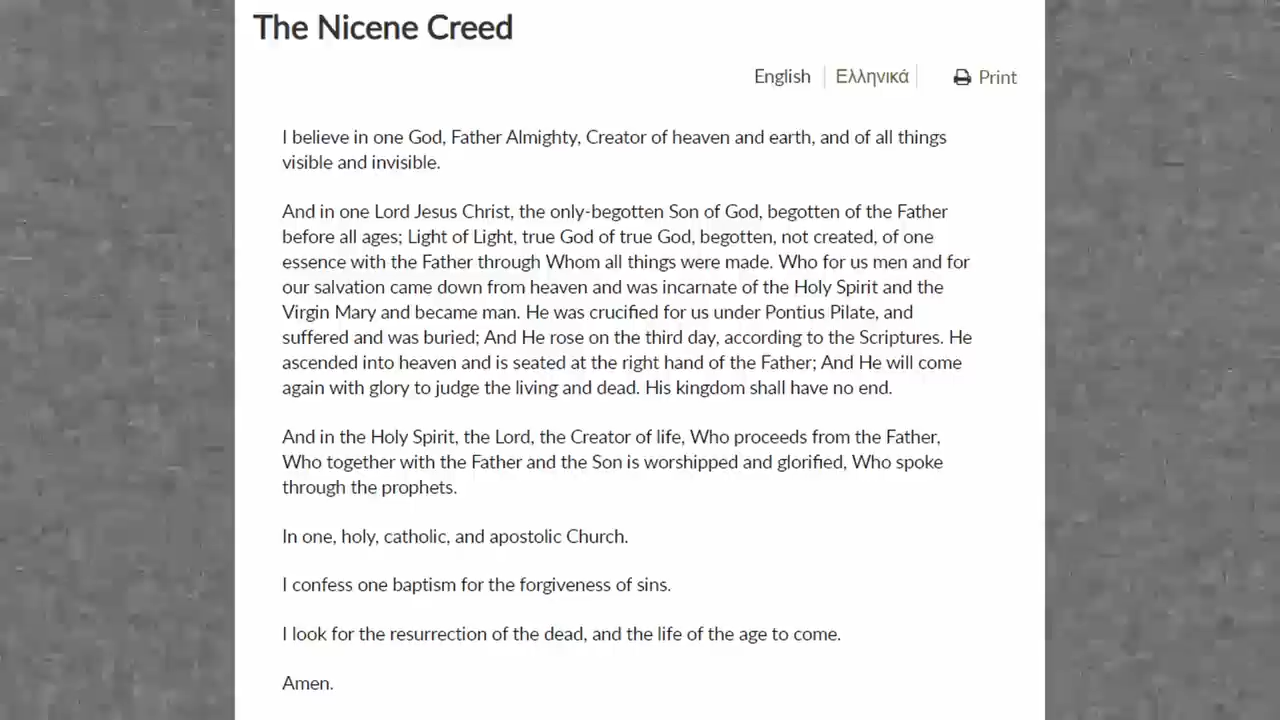 The Nicene Creed
English
Ελληνικά
Print
I believe in one God, Father Almighty, Creator of heaven and earth, and of all things
visible and invisible.
And in one Lord Jesus Christ, the only-begotten Son of God, begotten of the Father
before all ages; Light of Light, true God of true God, begotten, not created, of one
essence with the Father through Whom all things were made. Who for us men and for
our salvation came down from heaven and was incarnate of the Holy Spirit and the
Virgin Mary and became man. He was crucified for us under Pontius Pilate, and
suffered and was buried; And He rose on the third day, according to the Scriptures. He
ascended into heaven and is seated at the right hand of the Father; And He will come
again with glory to judge the living and dead. His kingdom shall have no end.
And in the Holy Spirit, the Lord, the Creator of life, Who proceeds from the Father,
Who together with the Father and the Son is worshipped and glorified, Who spoke
through the prophets.
In one, holy, catholic, and apostolic Church.
I confess one baptism for the forgiveness of sins.
I look for the resurrection of the dead, and the life of the age to come.
Amen.